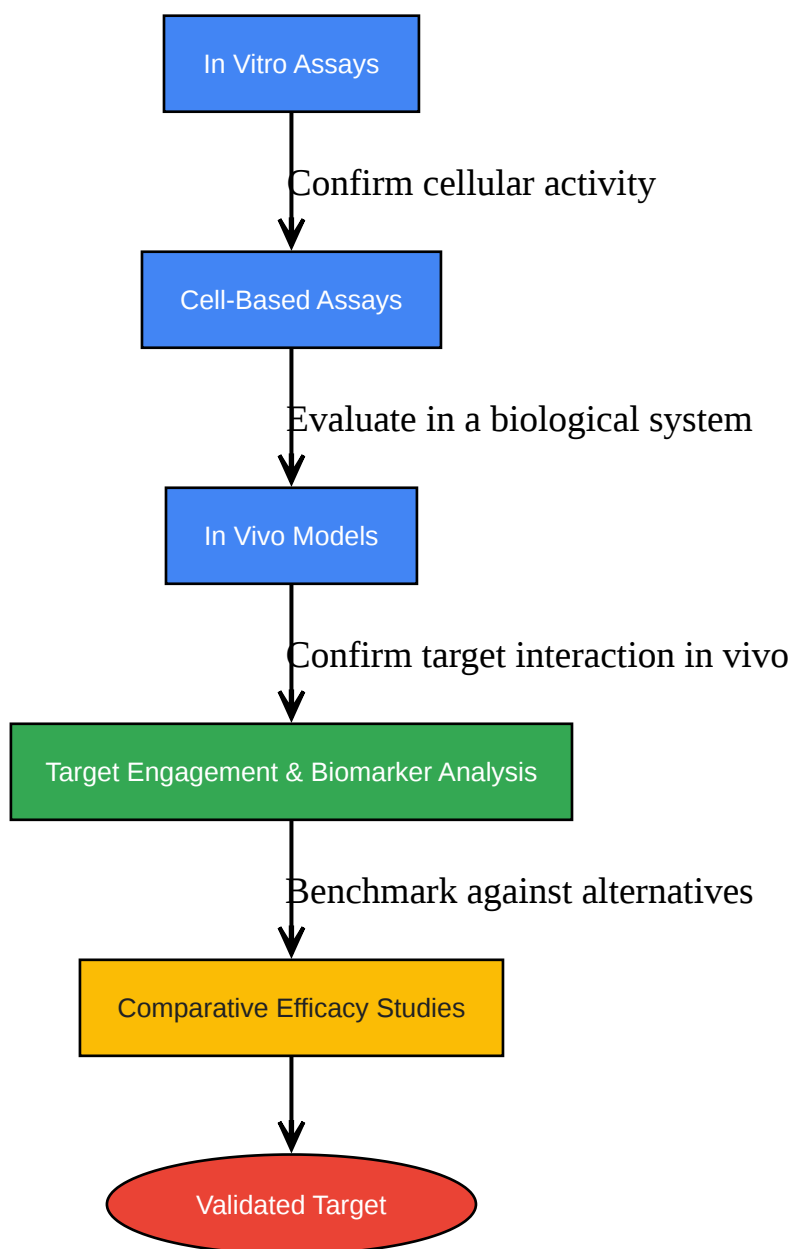 In Vitro Assays
Confirm cellular activity
Cell-Based Assays
Evaluate in a biological system
In Vivo Models
Confirm target interaction in vivo
Target Engagement & Biomarker Analysis
Benchmark against alternatives
Comparative Efficacy Studies
Validated Target